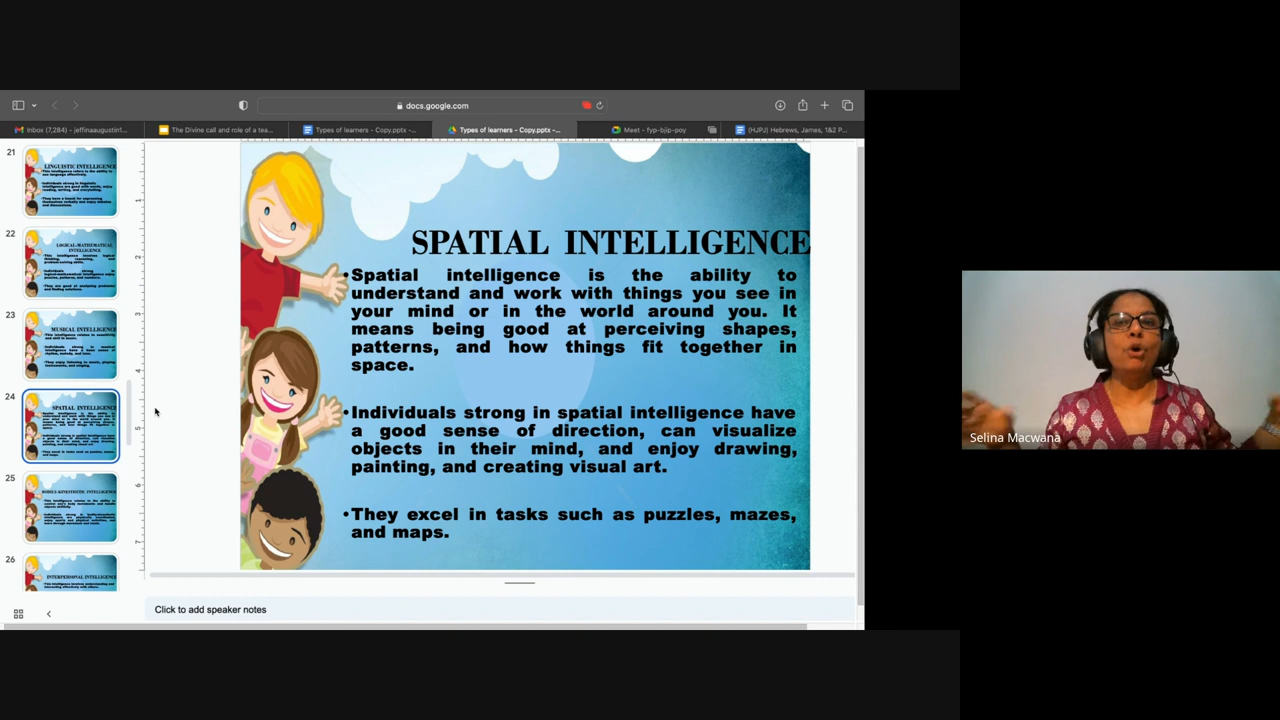 docs.google.com
Inbox (7,284) - jeffinaaugustin1...
The Divine call and role of a tea...
Types of learners - Copy.pptx -...
Types of learners - Copy.pptx -...
Meet - fyp-bjip-poy
(HJPJ) Hebrews, James, 1&2 P...
21
LINGUISTIC INTELLIGENCE
22
LOGICAL-MATHEMATICAL
INTELLIGENCE
23
MUSICAL INTELLIGENCE
24
SPATIAL INTELLIGENCE
25
BODILY-KINESTHETIC INTELLIGENCE
26
INTERPERSONAL INTELLIGENCE
1
2
3
4
5
6
7
SPATIAL INTELLIGENCE
•Spatial intelligence is the ability to
understand and work with things you see in
your mind or in the world around you. It
means being good at perceiving shapes,
patterns, and how things fit together in
space.
•Individuals strong in spatial intelligence have
a good sense of direction, can visualize
objects in their mind, and enjoy drawing,
painting, and creating visual art.
•They excel in tasks such as puzzles, mazes,
and maps.
Click to add speaker notes
Selina Macwana